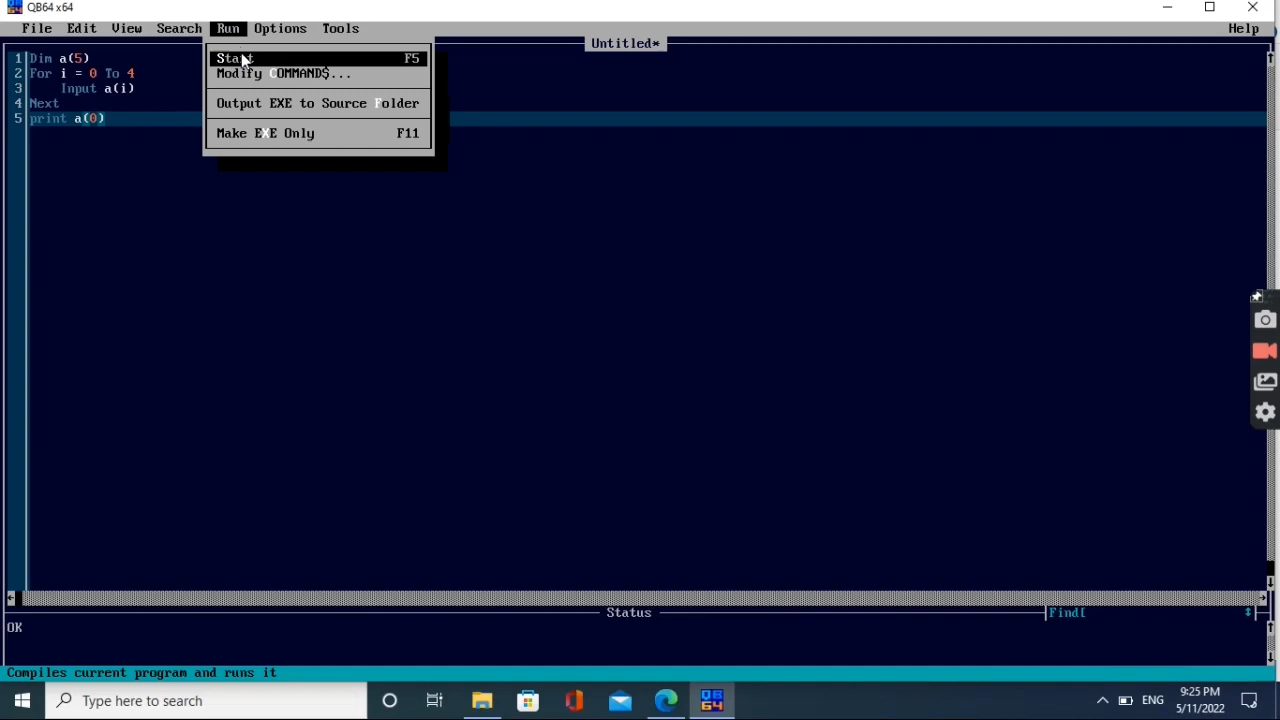 QB64 x64
File Edit View Search Run Options Tools Help
Untitled*
1 Dim a(5)
2 For i = 0 To 4
3 Input a(i)
4 Next
5 print a(0)
Start F5
Modify COMMAND$...
Output EXE to Source Folder
Make EXE Only F11
Status
Find[
OK
Compiles current program and runs it
Type here to search
QB
64
ENG
9:25 PM
5/11/2022